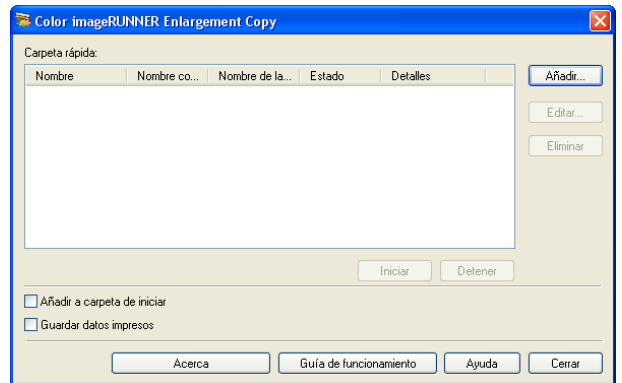 Color imageRUNNER Enlargement Copy
Carpeta rápida:
Nombre Nombre co... Nombre de la... Estado Detalles
Añadir...
Editar...
Eliminar
Iniciar Detener
Añadir a carpeta de iniciar
Guardar datos impresos
Acerca Guía de funcionamiento Ayuda Cerrar